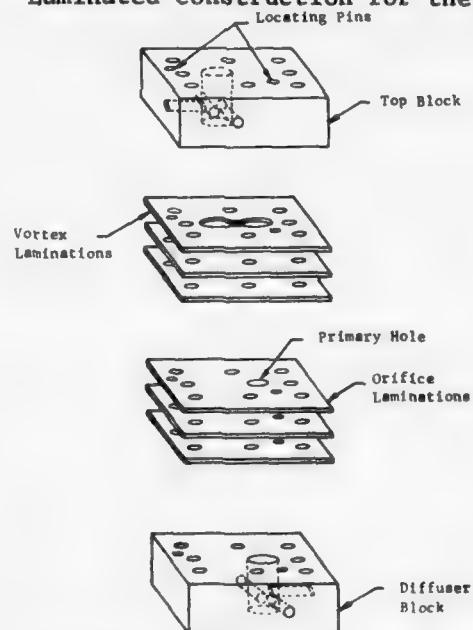 Laminated Construction for the
Locating Pins
Top Block
Vortex
Laminations
Primary Hole
Orifice
Laminations
Diffuser
Block